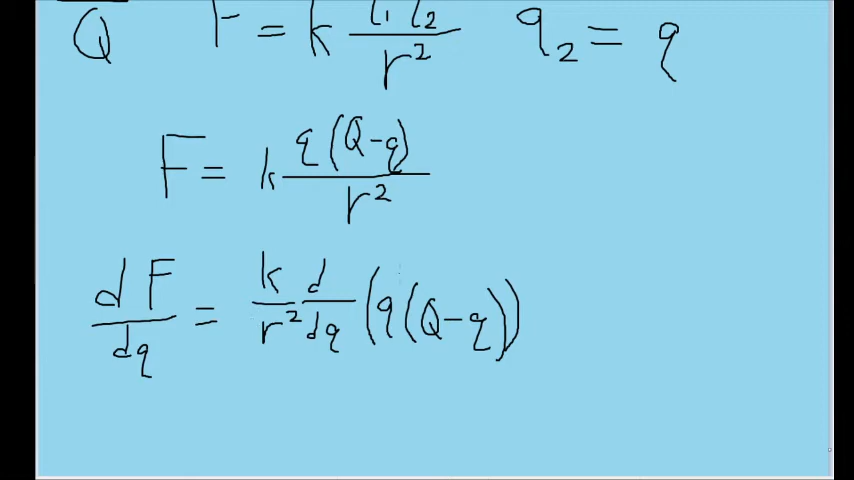 Q F = k q₁ q₂ / r² q₂ = q
F = k q(Q-q) / r²
dF/dq = k/r² d/dq (q(Q-q))